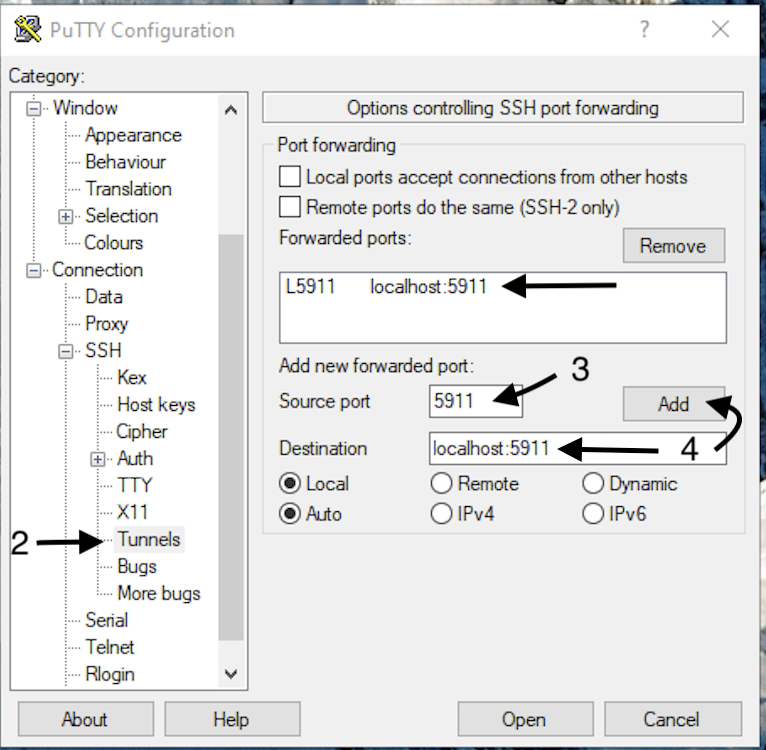 PuTTY Configuration
Category:
Window
Appearance
Behaviour
Translation
Selection
Colours
Connection
Data
Proxy
SSH
Kex
Host keys
Cipher
Auth
TTY
X11
2
Tunnels
Bugs
More bugs
Serial
Telnet
Rlogin
Options controlling SSH port forwarding
Port forwarding
Local ports accept connections from other hosts
Remote ports do the same (SSH-2 only)
Forwarded ports:
Remove
L5911 localhost:5911
Add new forwarded port:
3
Source port 5911 Add
Destination localhost:5911 4
Local Remote Dynamic
Auto IPv4 IPv6
About Help Open Cancel